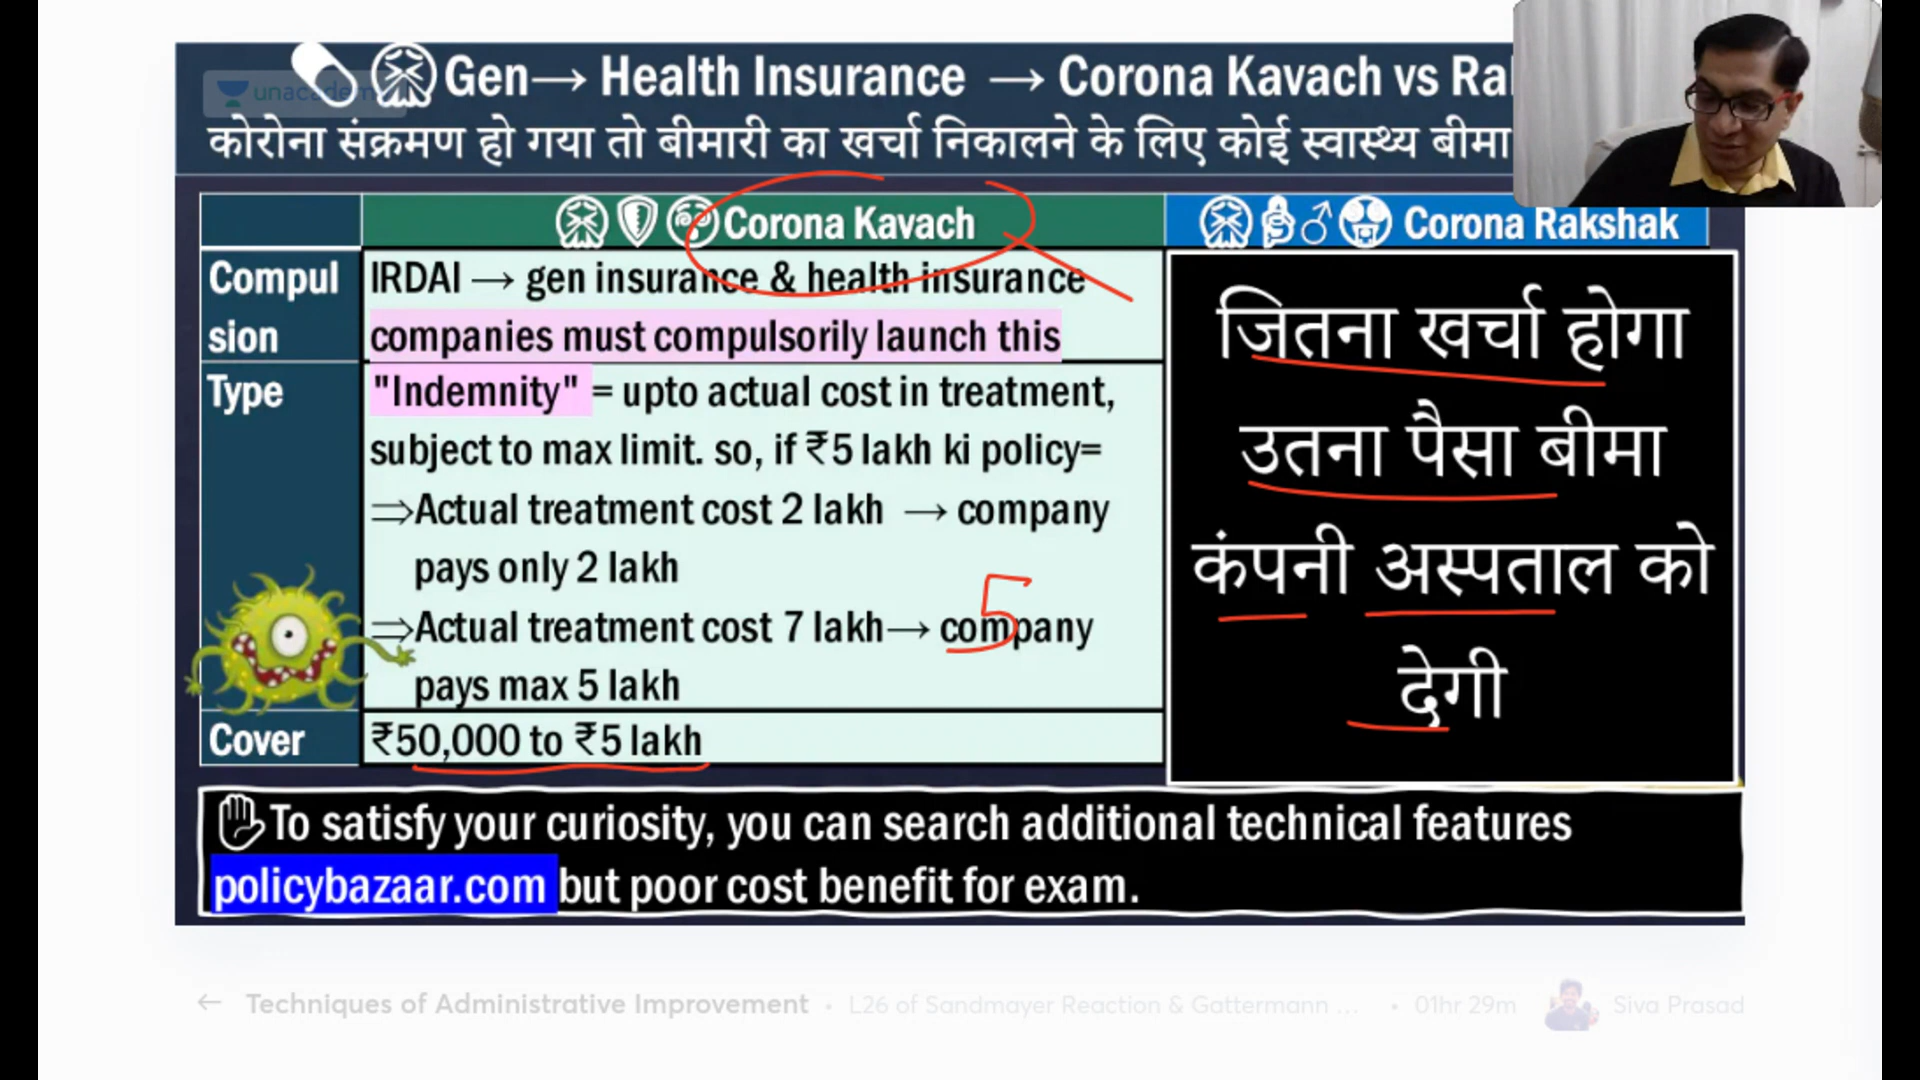 unacadem
Gen→ Health Insurance → Corona Kavach vs Ra
कोरोना संक्रमण हो गया तो बीमारी का खर्चा निकालने के लिए कोई स्वास्थ्य बीमा
Corona Kavach
Corona Rakshak
Compul
sion
IRDAI → gen insurance & health insurance
companies must compulsorily launch this
Type
"Indemnity" = upto actual cost in treatment,
subject to max limit. so, if ₹5 lakh ki policy=
⇒Actual treatment cost 2 lakh → company
pays only 2 lakh
5
⇒Actual treatment cost 7 lakh→ company
pays max 5 lakh
Cover
₹50,000 to ₹5 lakh
जितना खर्चा होगा
उतना पैसा बीमा
कंपनी अस्पताल को
देगी
To satisfy your curiosity, you can search additional technical features
policybazaar.com but poor cost benefit for exam.
← Techniques of Administrative Improvement • L26 of Sandmayer Reaction & Gattermann ... • 01hr 29m Siva Prasad